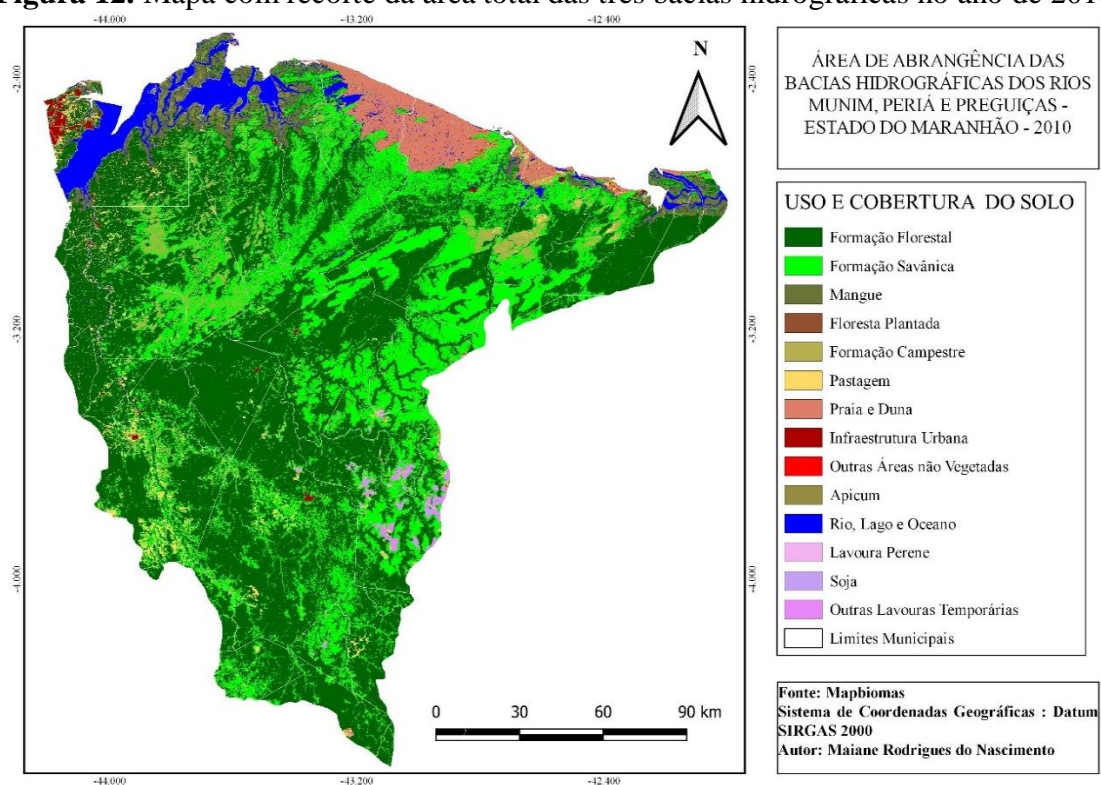 Figura 12. Mapa com recorte da área total das três bacias hidrográficas no ano de
-44.000 -43.200 -42.400
N
-2.400 -2.400
-3.200 -3.200
-4.000 -4.000
0 30 60 90 km
-44.000 -43.200 -42.400
ÁREA DE ABRANGÊNCIA DAS
BACIAS HIDROGRÁFICAS DOS RIOS
MUNIM, PERIÁ E PREGUIÇAS -
ESTADO DO MARANHÃO - 2010
USO E COBERTURA DO SOLO
Formação Florestal
Formação Savânica
Mangue
Floresta Plantada
Formação Campestre
Pastagem
Praia e Duna
Infraestrutura Urbana
Outras Áreas não Vegetadas
Apicum
Rio, Lago e Oceano
Lavoura Perene
Soja
Outras Lavouras Temporárias
Limites Municipais
Fonte: Mapbiomas
Sistema de Coordenadas Geográficas : Datum
SIRGAS 2000
Autor: Maiane Rodrigues do Nascimento